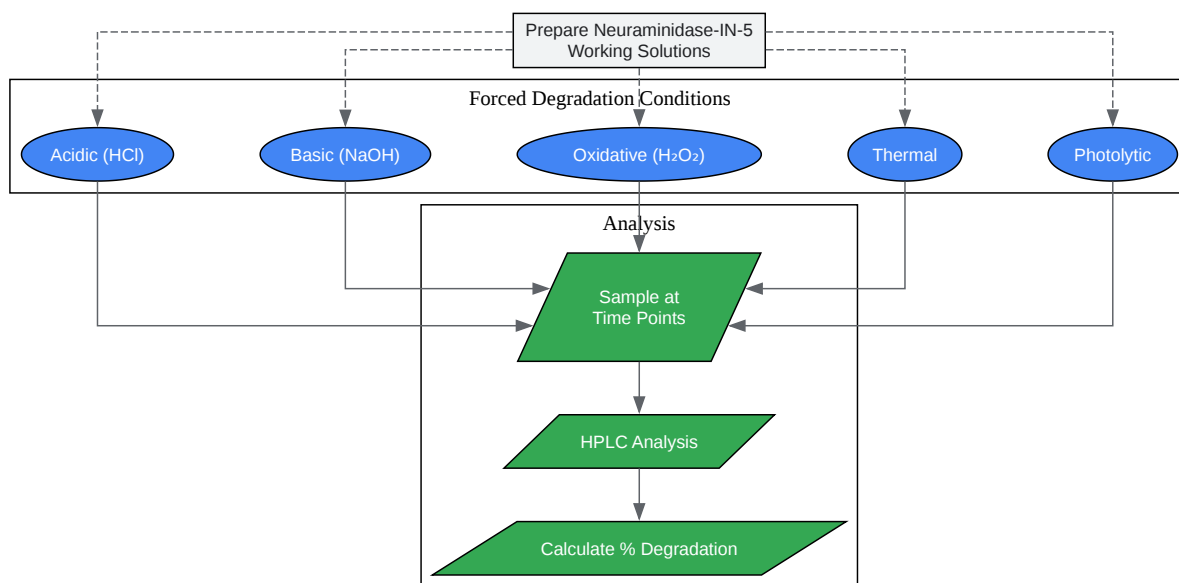 Prepare Neuraminidase-IN-5
Working Solutions
Forced Degradation Conditions
Acidic (HCl)
Basic (NaOH)
Oxidative (H₂O₂)
Thermal
Photolytic
Analysis
Sample at
Time Points
HPLC Analysis
Calculate % Degradation